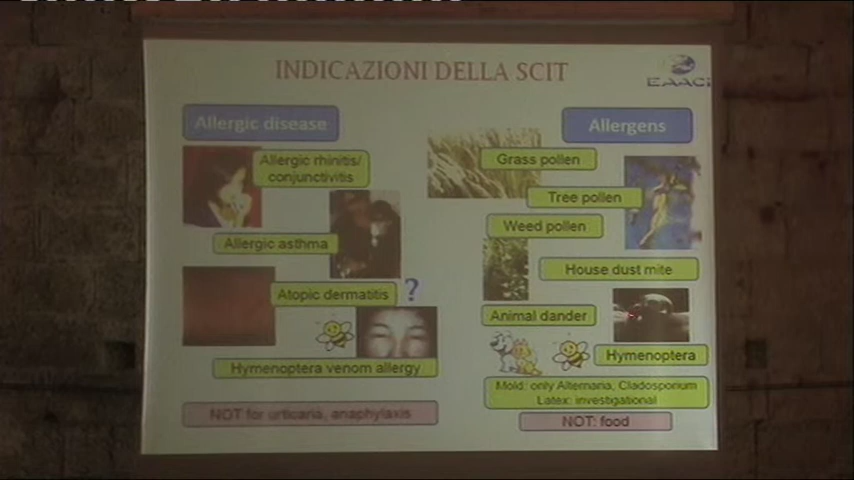 INDICAZIONI DELLA SCIT
EAACI
Allergic disease
Allergic rhinitis/
conjunctivitis
Allergic asthma
Atopic dermatitis ?
Hymenoptera venom allergy
NOT for urticaria, anaphylaxis
Allergens
Grass pollen
Tree pollen
Weed pollen
House dust mite
Animal dander
Hymenoptera
Mold: only Alternaria, Cladosporium
Latex: investigational
NOT: food